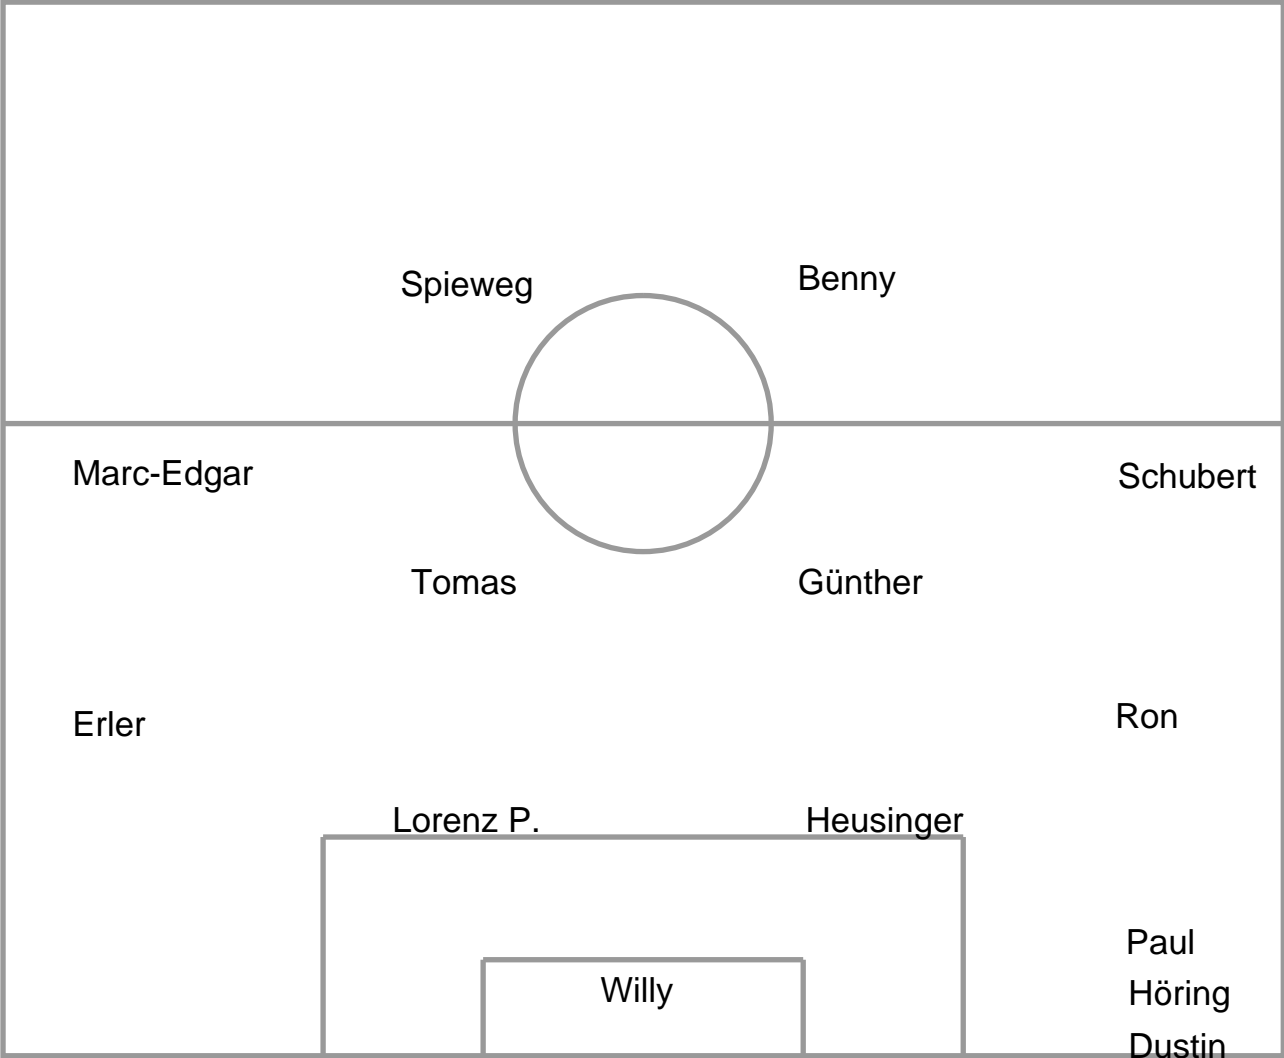 Spieweg
Benny
Marc-Edgar
Schubert
Tomas
Günther
Erler
Ron
Lorenz P.
Heusinger
Paul
Willy
Höring
Dustin